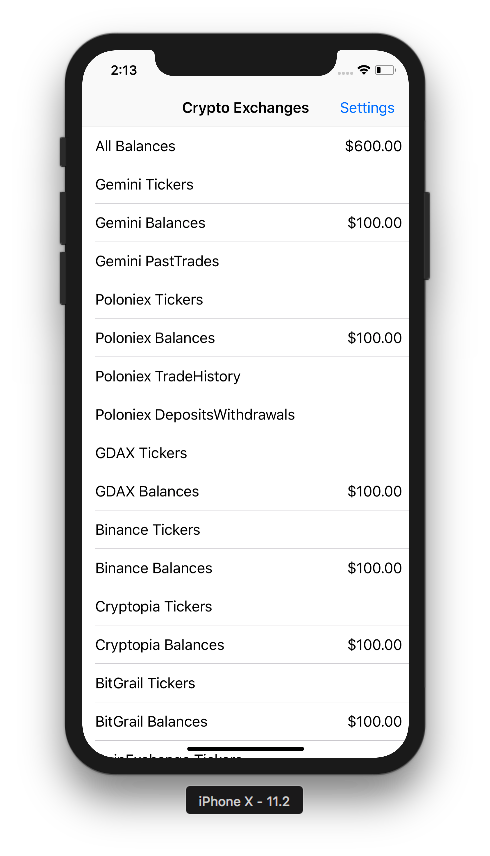 2:13
Crypto Exchanges Settings
All Balances $600.00
Gemini Tickers
Gemini Balances $100.00
Gemini PastTrades
Poloniex Tickers
Poloniex Balances $100.00
Poloniex TradeHistory
Poloniex DepositsWithdrawals
GDAX Tickers
GDAX Balances $100.00
Binance Tickers
Binance Balances $100.00
Cryptopia Tickers
Cryptopia Balances $100.00
BitGrail Tickers
BitGrail Balances $100.00
Tickers
iPhone X - 11.2